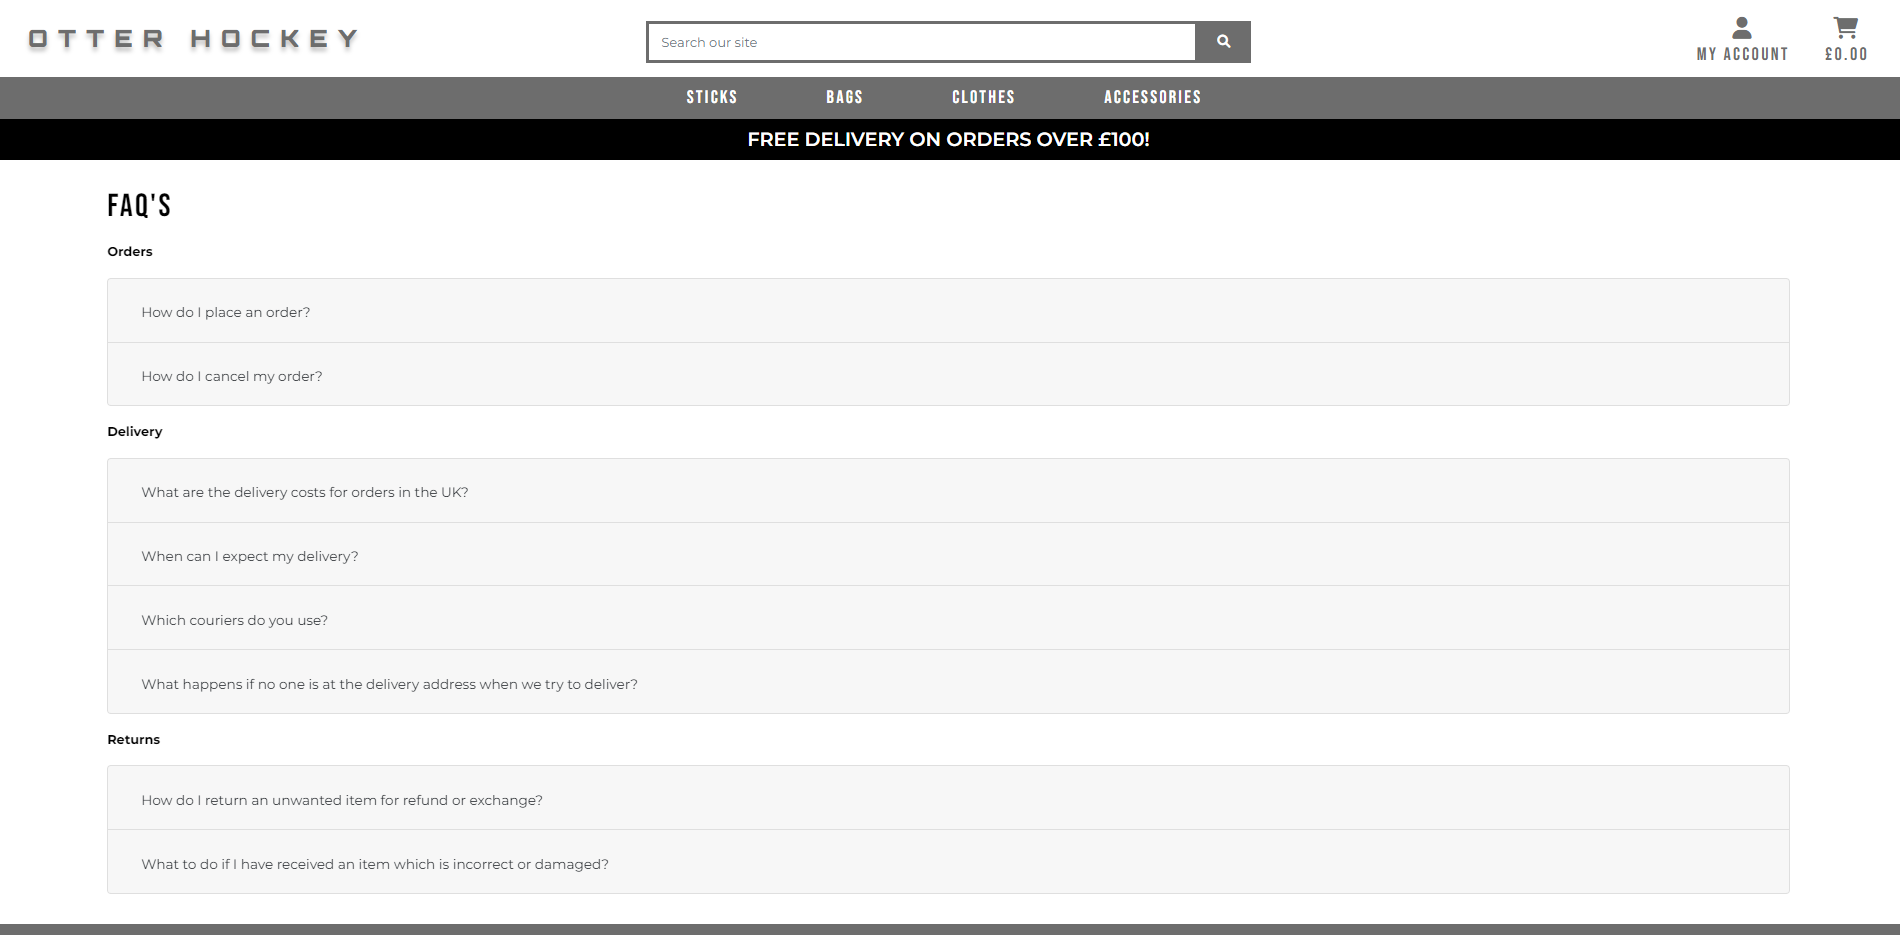 OTTER HOCKEY
Search our site
MY ACCOUNT
£0.00
STICKS BAGS CLOTHES ACCESSORIES
FREE DELIVERY ON ORDERS OVER £100!
FAQ'S
Orders
How do I place an order?
How do I cancel my order?
Delivery
What are the delivery costs for orders in the UK?
When can I expect my delivery?
Which couriers do you use?
What happens if no one is at the delivery address when we try to deliver?
Returns
How do I return an unwanted item for refund or exchange?
What to do if I have received an item which is incorrect or damaged?